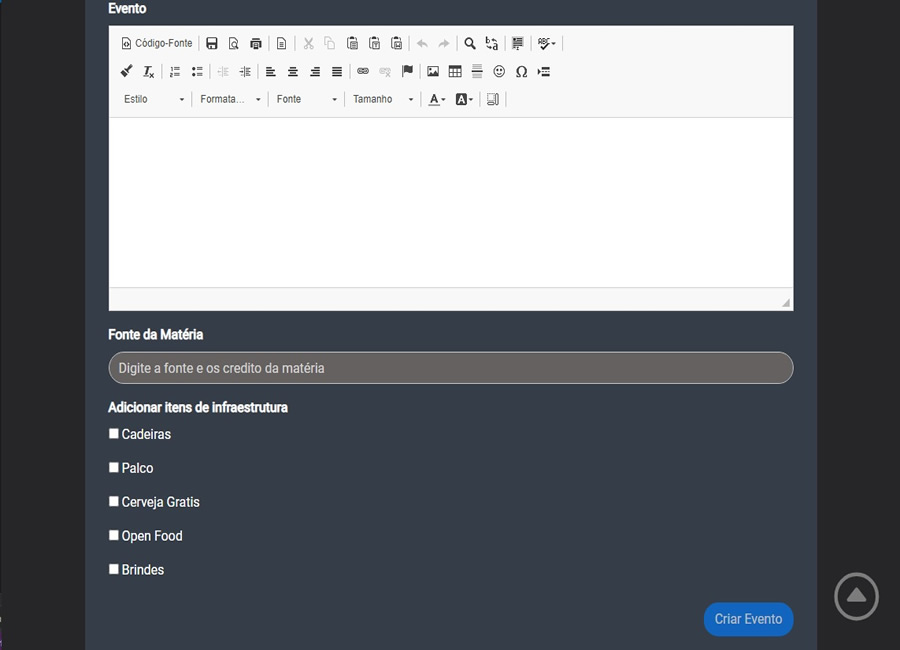 Evento
Código-Fonte
Estilo Formata... Fonte Tamanho
Fonte da Matéria
Digite a fonte e os credito da matéria
Adicionar itens de infraestrutura
Cadeiras
Palco
Cerveja Gratis
Open Food
Brindes
Criar Evento